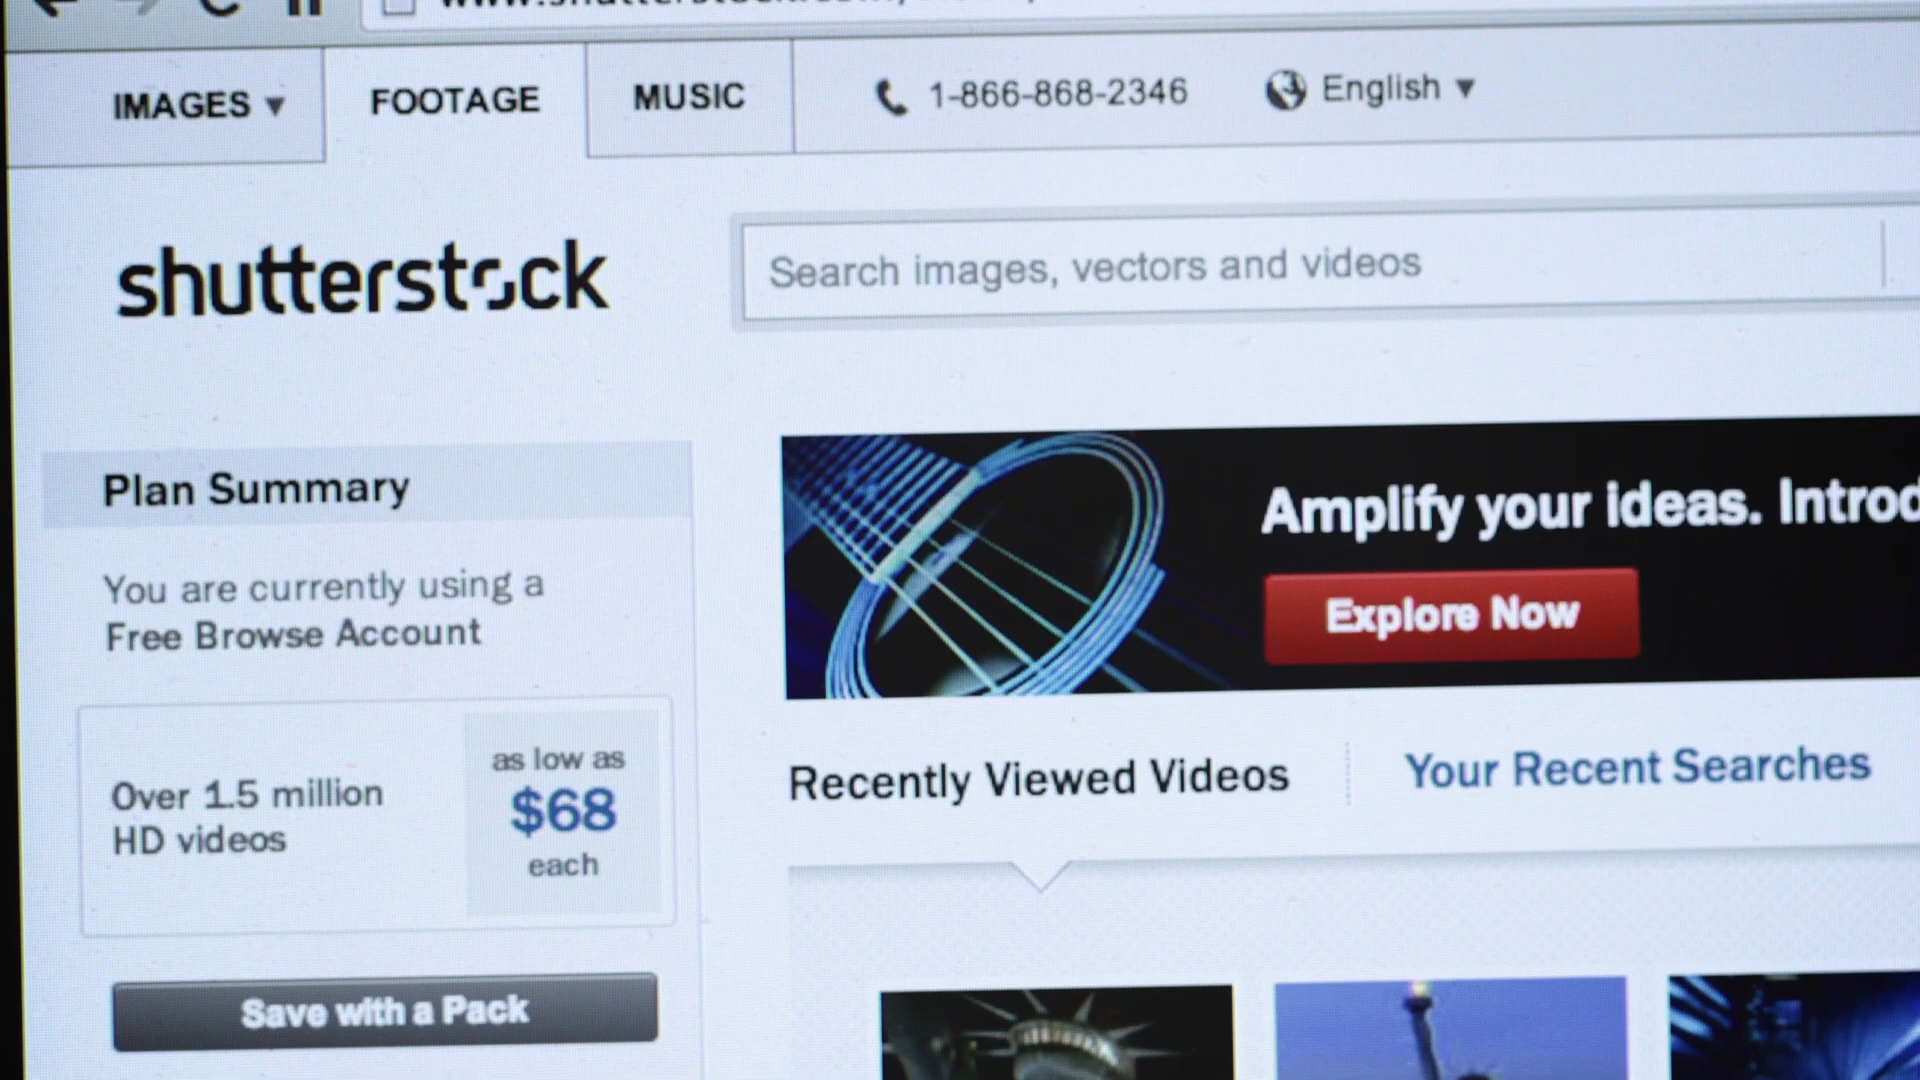 IMAGES ▼
FOOTAGE
MUSIC
1-866-868-2346
English ▼
shutterstock
Search images, vectors and videos
Plan Summary
You are currently using a
Free Browse Account
Over 1.5 million
HD videos
as low as
$68
each
Save with a Pack
Amplify your ideas. Introd
Explore Now
Recently Viewed Videos
Your Recent Searches